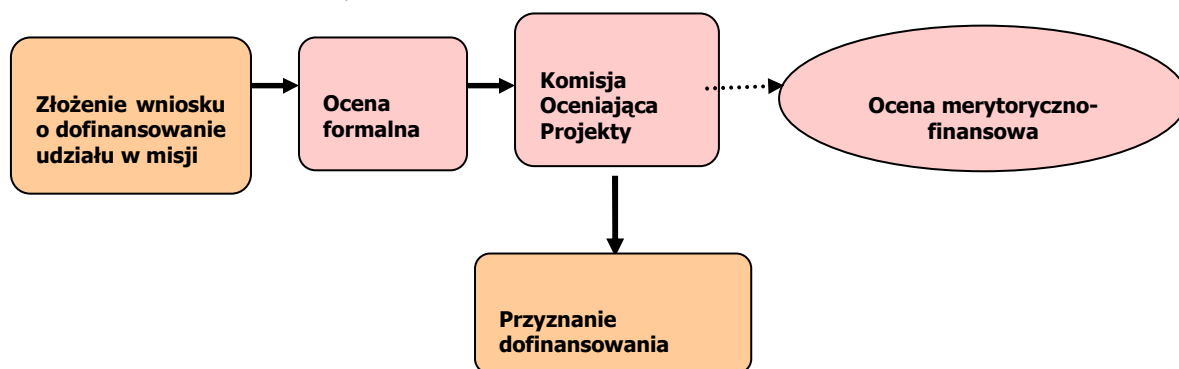 Złożenie wniosku
o dofinansowanie
udziału w misji
Ocena
formalna
Komisja
Oceniająca
Projekty
Ocena merytoryczno-
finansowa
Przyznanie
dofinansowania